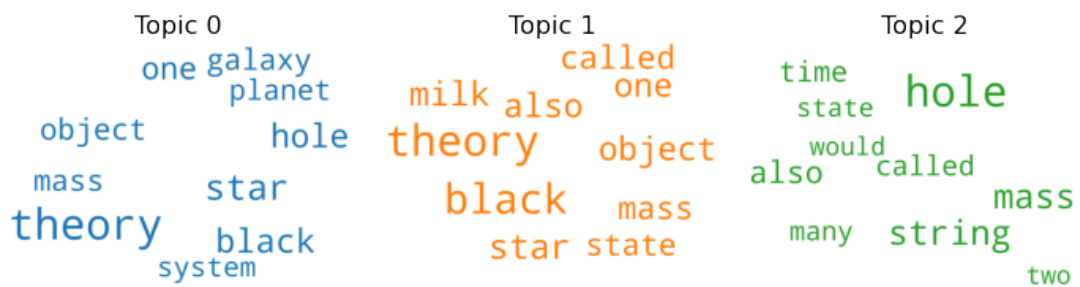 Topic 0
one galaxy
planet
object
hole
mass
star
theory
black
system
Topic 1
called
one
milk
also
theory
object
black
mass
star state
Topic 2
time
hole
state
would
called
also
mass
many
string
two